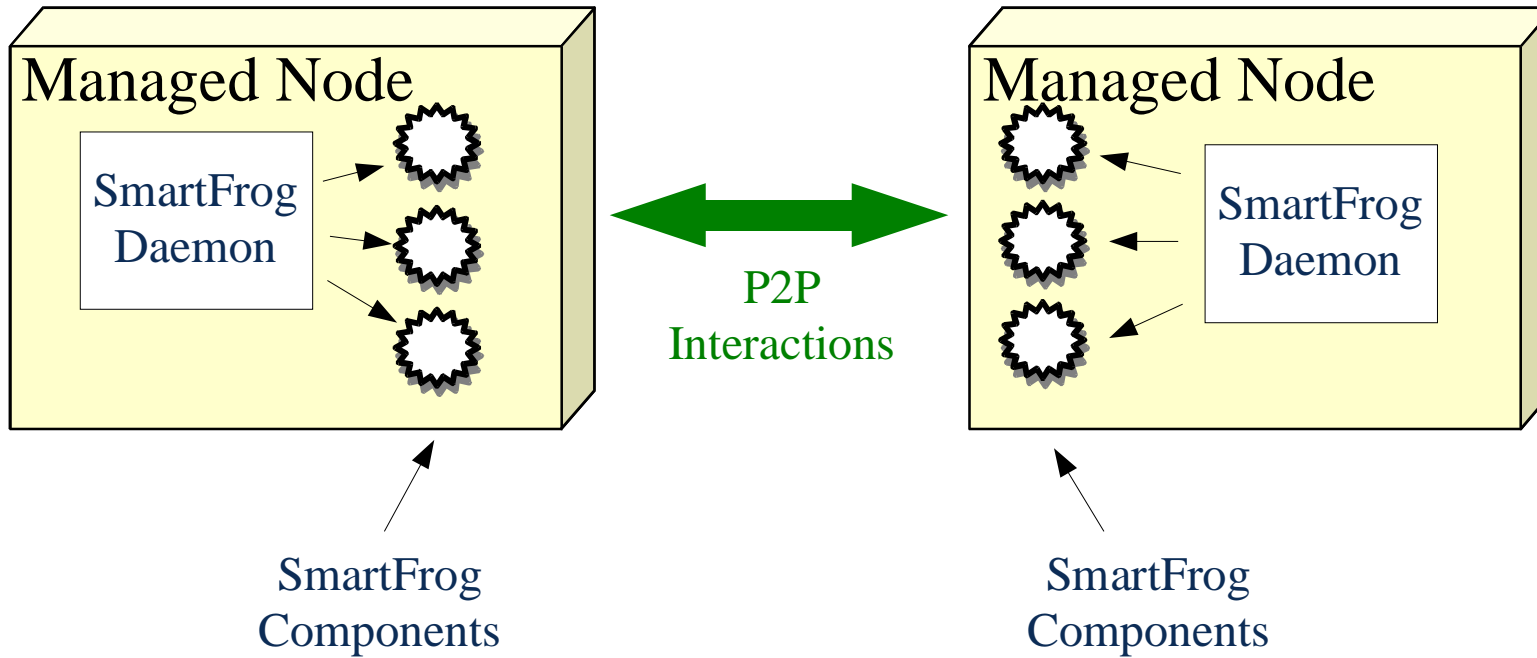 Managed Node
SmartFrog
Daemon
P2P
Interactions
Managed Node
SmartFrog
Daemon
SmartFrog
Components
SmartFrog
Components